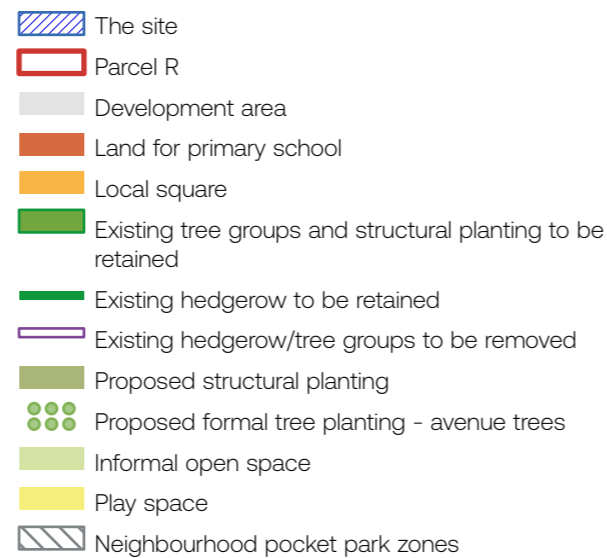 The site
Parcel R
Development area
Land for primary school
Local square
Existing tree groups and structural planting to be
retained
Existing hedgerow to be retained
Existing hedgerow/tree groups to be removed
Proposed structural planting
Proposed formal tree planting - avenue trees
Informal open space
Play space
Neighbourhood pocket park zones